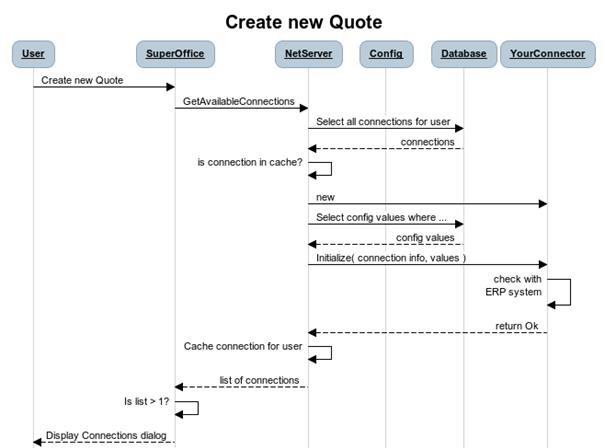 Create new Quote
User SuperOffice NetServer Config Database YourConnector
Create new Quote
GetAvailableConnections
Select all connections for user
connections
is connection in cache?
new
Select config values where ...
config values
Initialize( connection info, values )
check with
ERP system
return Ok
Cache connection for user
list of connections
Is list > 1?
Display Connections dialog